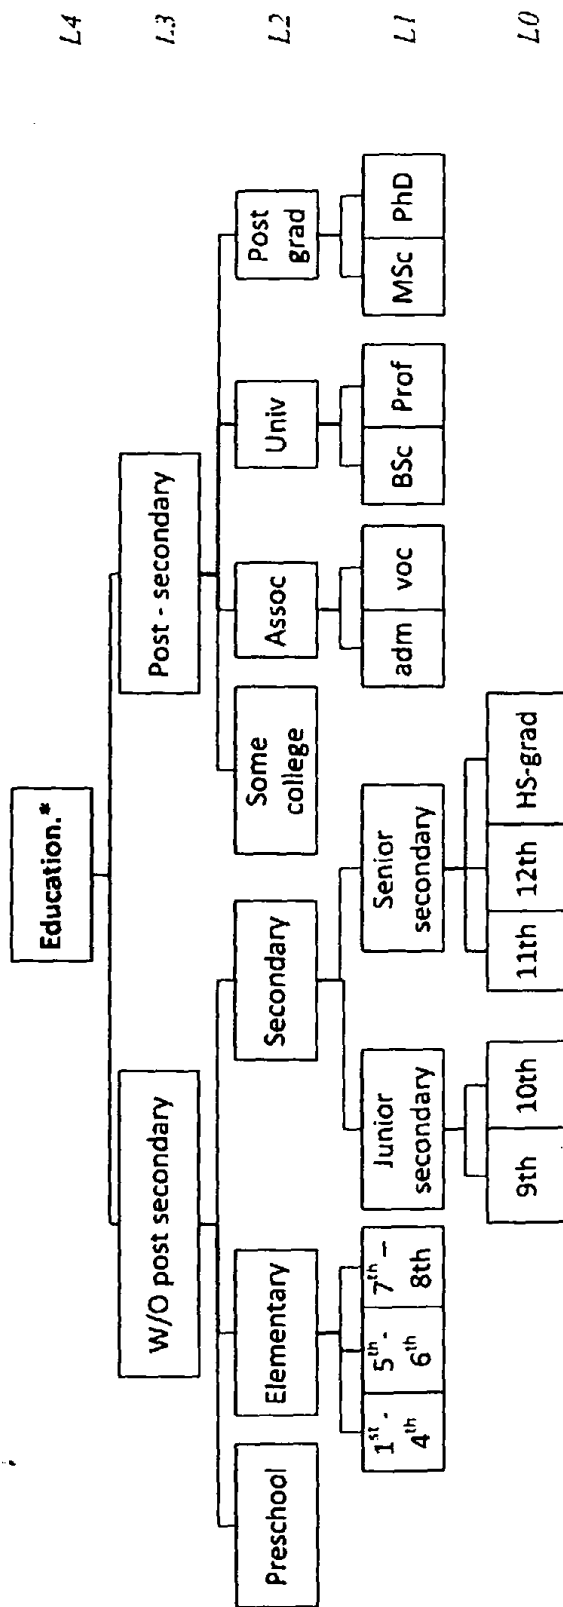 Education.*
L4
W/O post secondary
Post - secondary
L3
Preschool
Elementary
Secondary
Some
college
Assoc
Univ
Post
grad
L2
1st -
4th
5th -
6th
7th –
8th
Junior
secondary
Senior
secondary
adm
voc
BSc
Prof
MSc
PhD
L1
9th
10th
11th
12th
HS-grad
L0